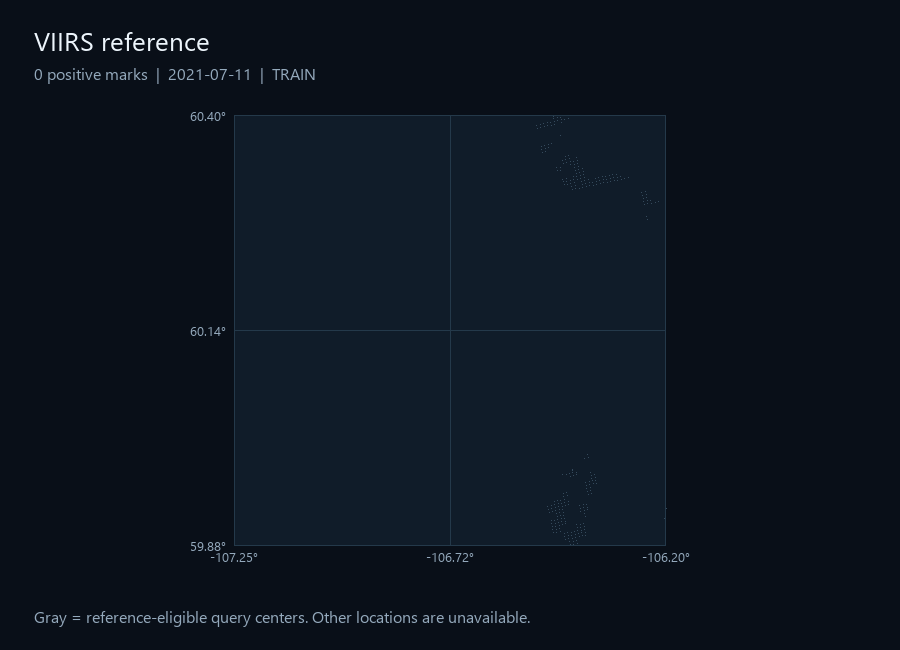 VIIRS reference
0 positive marks | 2021-07-11 | TRAIN
60.40°
60.14°
59.88°
-107.25°
-106.72°
-106.20°
Gray = reference-eligible query centers. Other locations are unavailable.